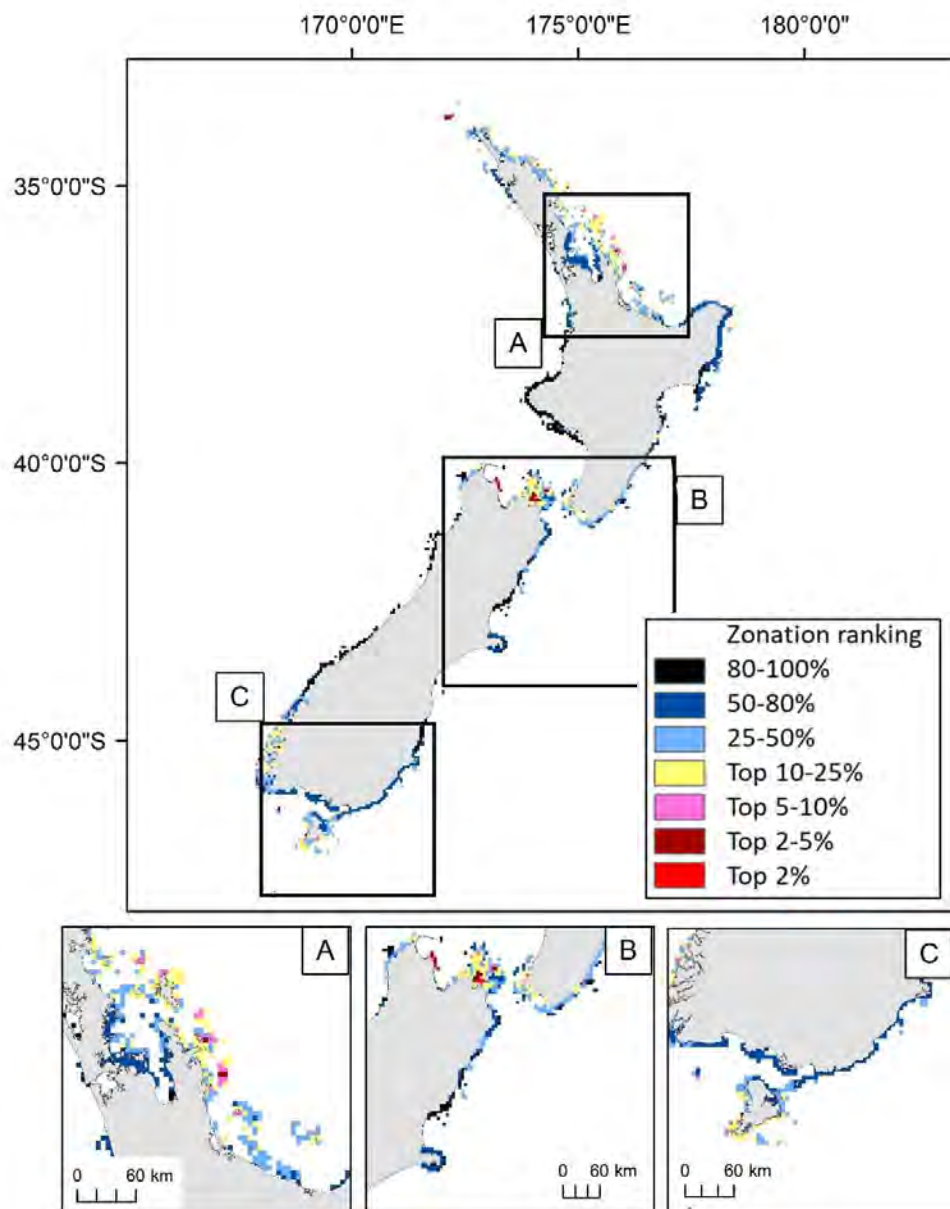 170°0'0"E 175°0'0"E 180°0'0"
35°0'0"S
A
40°0'0"S
B
Zonation ranking
80-100%
50-80%
C
25-50%
45°0'0"S
Top 10-25%
Top 5-10%
Top 2-5%
Top 2%
A
B
C
0 60 km
0 60 km
0 60 km